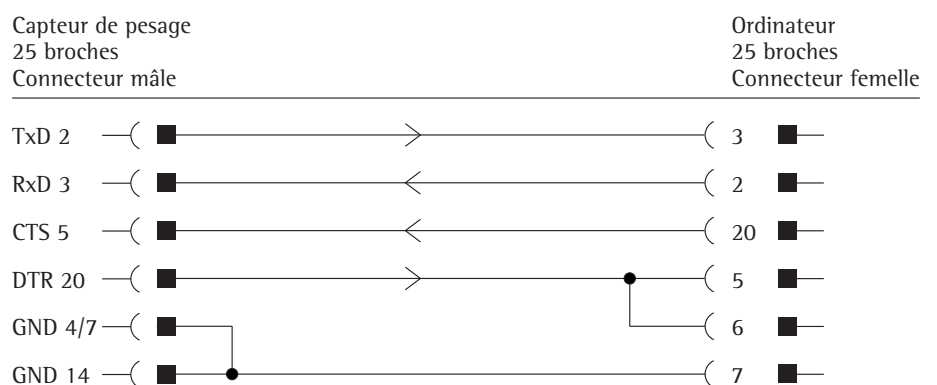 Capteur de pesage
25 broches
Connecteur mâle
Ordinateur
25 broches
Connecteur femelle
TxD 2 3
RxD 3 2
CTS 5 20
DTR 20 5
GND 4/7 6
GND 14 7